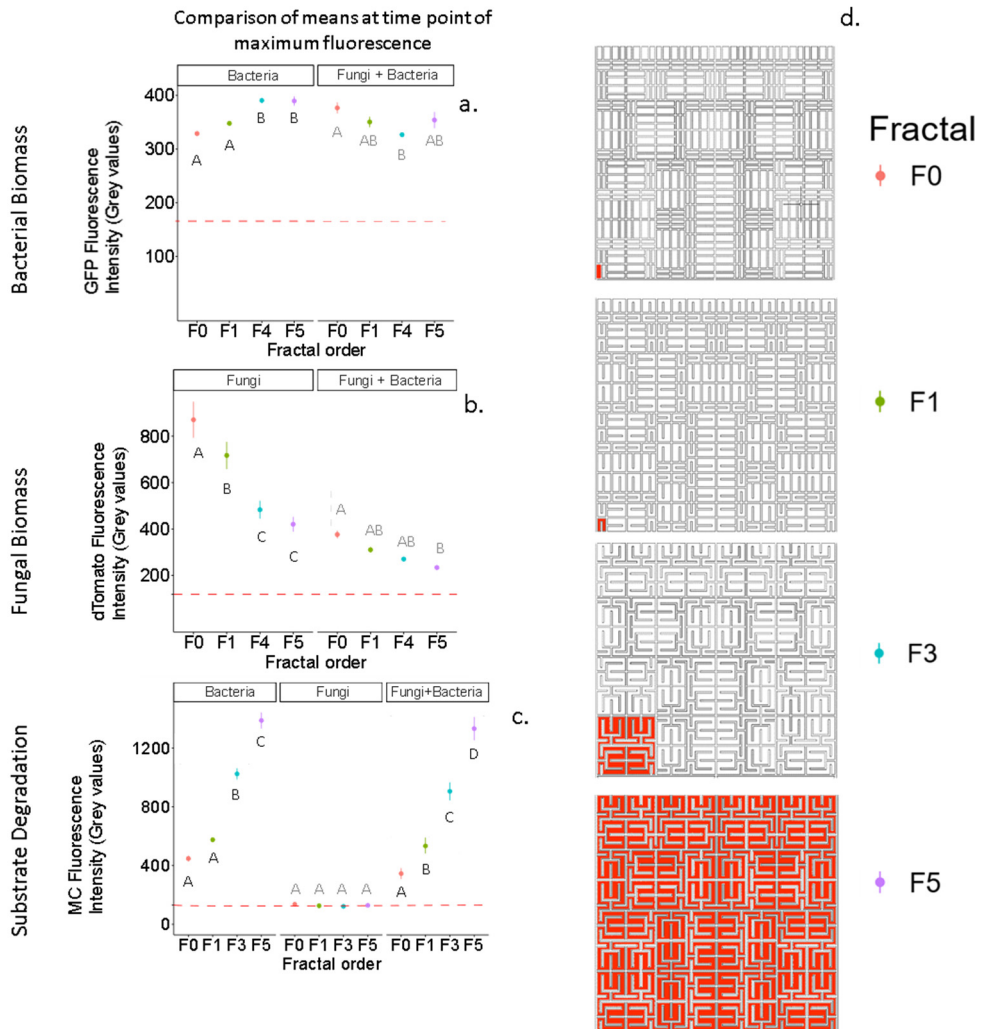 Comparison of means at time point of
maximum fluorescence
d.
Bacterial Biomass
GFP Fluorescence
Intensity (Grey values)
Bacteria
Fungi + Bacteria
a.
400
300
200
100
A
A
B
B
A
AB
B
AB
F0 F1 F4 F5 F0 F1 F4 F5
Fractal order
Fungal Biomass
dTomato Fluorescence
Intensity (Grey values)
Fungi
Fungi + Bacteria
b.
800
600
400
200
A
B
C
C
A
AB
AB
B
F0 F1 F4 F5 F0 F1 F4 F5
Fractal order
Substrate Degradation
MC Fluorescence
Intensity (Grey values)
Bacteria
Fungi
Fungi+Bacteria
c.
1200
800
400
0
A
A
B
C
A
A
A
A
A
B
C
D
F0 F1 F3 F5 F0 F1 F3 F5 F0 F1 F3 F5
Fractal order
Fractal
F0
F1
F3
F5